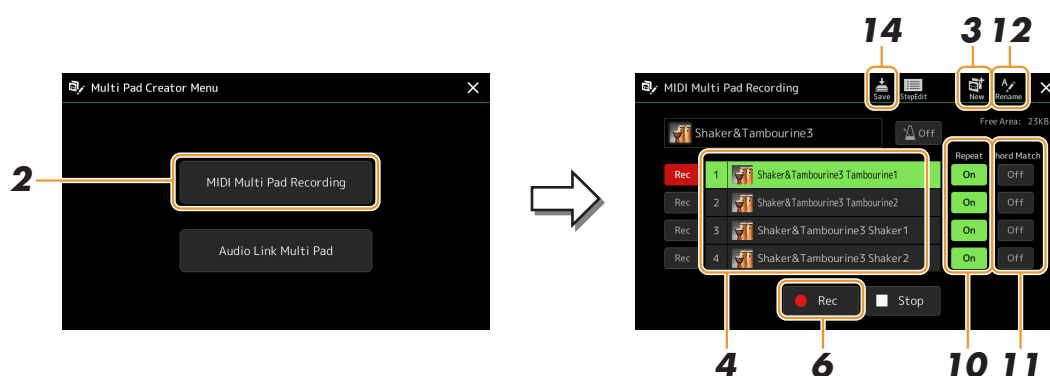 14 3 12
Multi Pad Creator Menu
MIDI Multi Pad Recording
Save
StepEdit
New
Rename
Free Area: 23KB
Shaker&Tambourine3
Off
Repeat
hord Match
2
MIDI Multi Pad Recording
Rec 1 Shaker&Tambourine3 Tambourine1 On Off
Rec 2 Shaker&Tambourine3 Tambourine2 On Off
Rec 3 Shaker&Tambourine3 Shaker1 On Off
Audio Link Multi Pad
Rec 4 Shaker&Tambourine3 Shaker2 On Off
Rec Stop
4 6 10 11